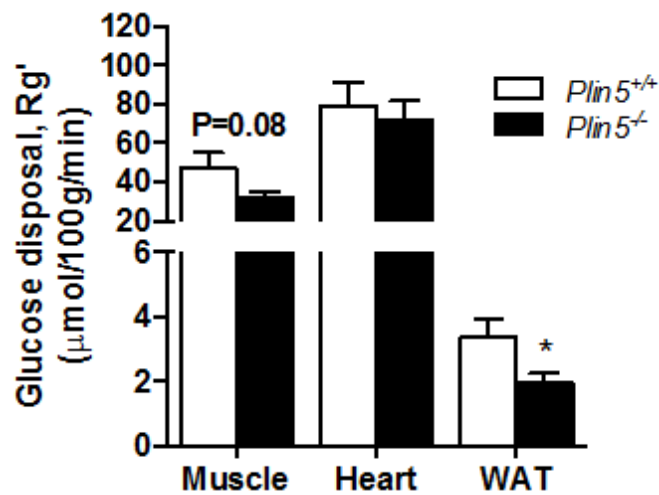 Glucose disposal, Rg'
(μmol/100g/min)
120
100
80
60
40
20
6
4
2
0
P=0.08
*
Plin5+/+
Plin5-/-
Muscle Heart WAT